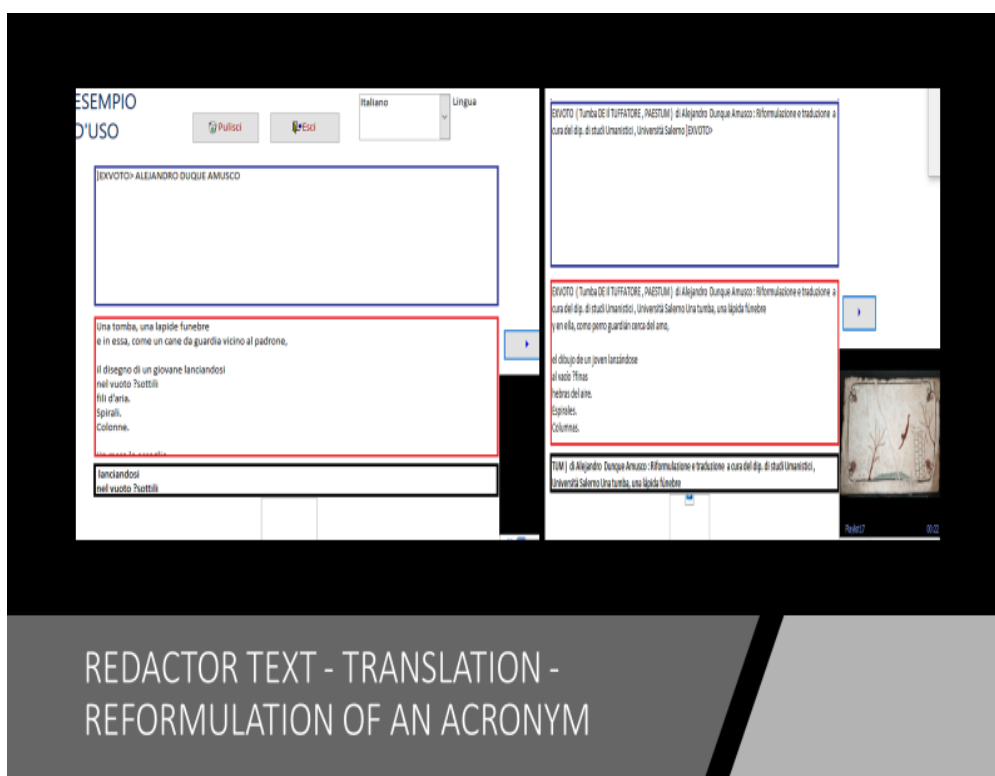 ESEMPIO
D'USO
Pulisci
Esci
Italiano
Lingua
]EXVOTO> ALEJANDRO DUQUE AMUSCO
Una tomba, una lapide funebre
e in essa, come un cane da guardia vicino al padrone,
il disegno di un giovane lanciandosi
nel vuoto ?sottili
fili d'aria.
Spirali.
Colonne.
lanciandosi
nel vuoto ?sottili
EXVOTO ( Tumba DE Il TUFFATORE , PAESTUM ) di Alejandro Dunque Amusco : Riformulazione e traduzione a
cura del dip. di studi Umanistici , Università Salerno ]EXVOTO>
EXVOTO ( Tumba DE Il TUFFATORE , PAESTUM ) di Alejandro Dunque Amusco : Riformulazione e traduzione a
cura del dip. di studi Umanistici , Università Salerno Una tumba, una lápida fúnebre
y en ella, como perro guardián cerca del amo,
el dibujo de un joven lanzándose
al vacío ?finas
hebras del aire.
Espirales.
Columnas.
TUM ) di Alejandro Dunque Amusco : Riformulazione e traduzione a cura del dip. di studi Umanistici ,
Università Salerno Una tumba, una lápida fúnebre
Playlist17
00:22
REDACTOR TEXT - TRANSLATION -
REFORMULATION OF AN ACRONYM